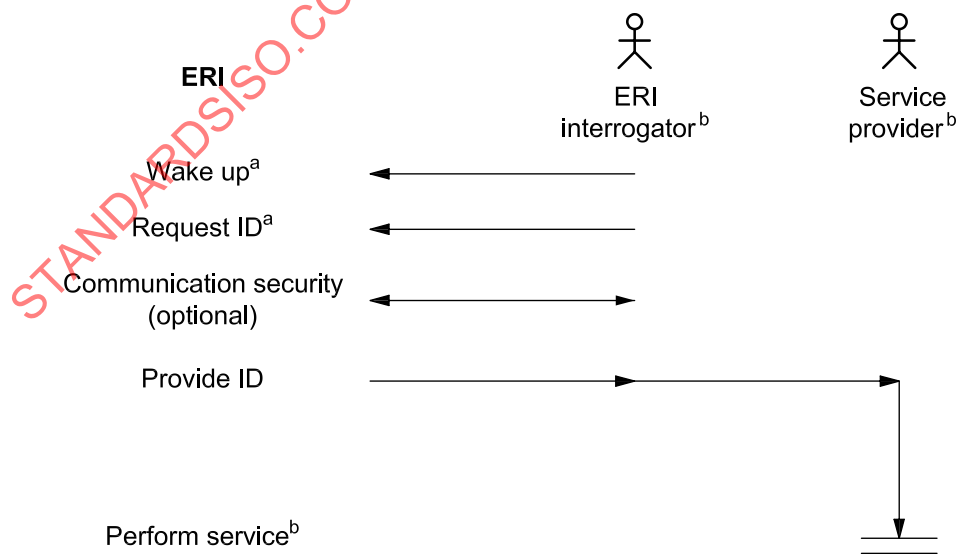 ERI
ERI
interrogator^b
Service
provider^b
Wake up^a
Request ID^a
Communication security
(optional)
Provide ID
Perform service^b
STANDARDSISO.CO